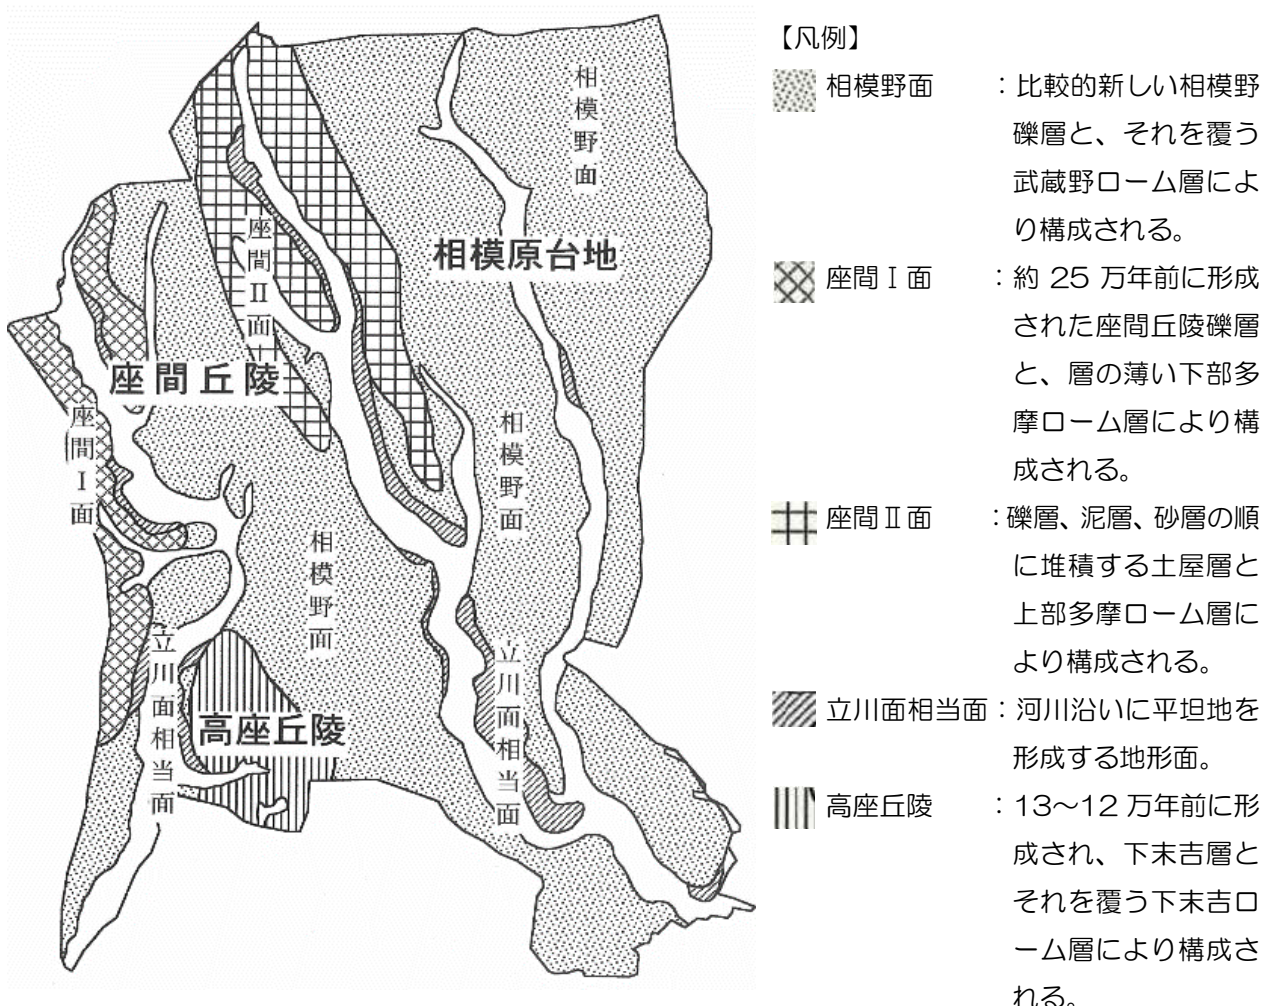 相模野面
座間Ⅱ面
相模原台地
座間丘陵
座間Ⅰ面
相模野面
相模野面
立川面相当面
立川面相当面
高座丘陵
【凡例】
相模野面 ：比較的新しい相模野
礫層と、それを覆う
武蔵野ローム層によ
り構成される。
座間Ⅰ面 ：約 25 万年前に形成
された座間丘陵礫層
と、層の薄い下部多
摩ローム層により構
成される。
座間Ⅱ面 ：礫層、泥層、砂層の順
に堆積する土屋層と
上部多摩ローム層に
より構成される。
立川面相当面：河川沿いに平坦地を
形成する地形面。
高座丘陵 ：13～12 万年前に形
成され、下末吉層と
それを覆う下末吉ロ
ーム層により構成さ
れる。